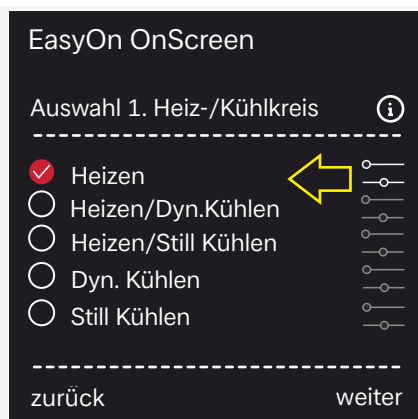 EasyOn OnScreen
Auswahl 1. Heiz-/Kühlkreis
Heizen
Heizen/Dyn.Kühlen
Heizen/Still Kühlen
Dyn. Kühlen
Still Kühlen
zurück weiter